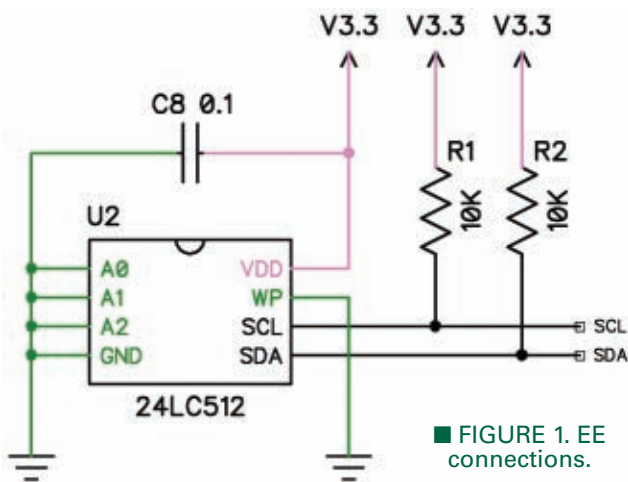 V3.3 V3.3 V3.3
C8 0.1
R1 R2
10K 10K
U2
A0 VDD
A1 WP
A2 SCL SCL
GND SDA SDA
24LC512
■ FIGURE 1. EE
connections.